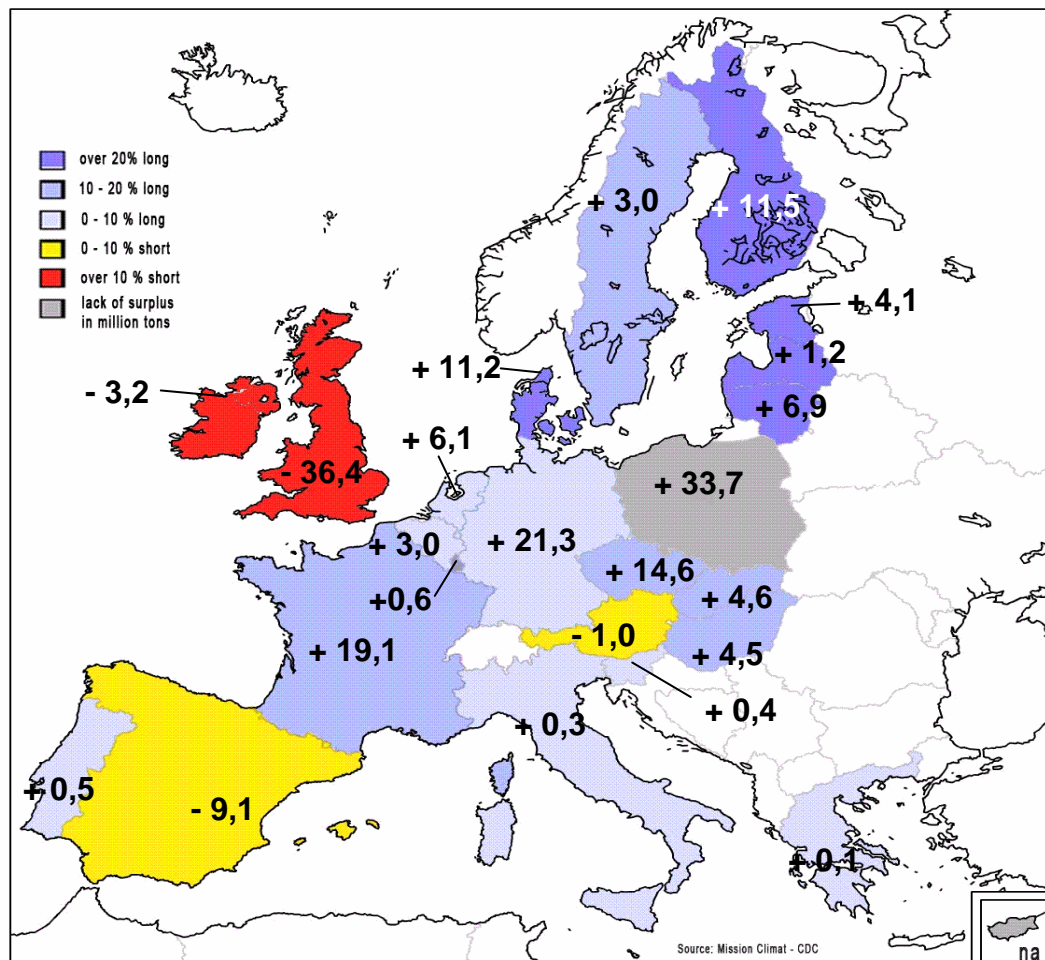 over 20% long
10 - 20 % long
0 - 10 % long
0 - 10 % short
over 10 % short
lack of surplus
in million tons
+ 3,0
+ 11,5
+ 4,1
+ 1,2
+ 11,2
- 3,2
+ 6,9
+ 6,1
- 36,4
+ 33,7
+ 3,0
+ 21,3
+ 14,6
+0,6
+ 4,6
- 1,0
+ 19,1
+ 4,5
+ 0,4
+ 0,3
+ 0,5
- 9,1
+ 0,1
Source: Mission Climat - CDC
na